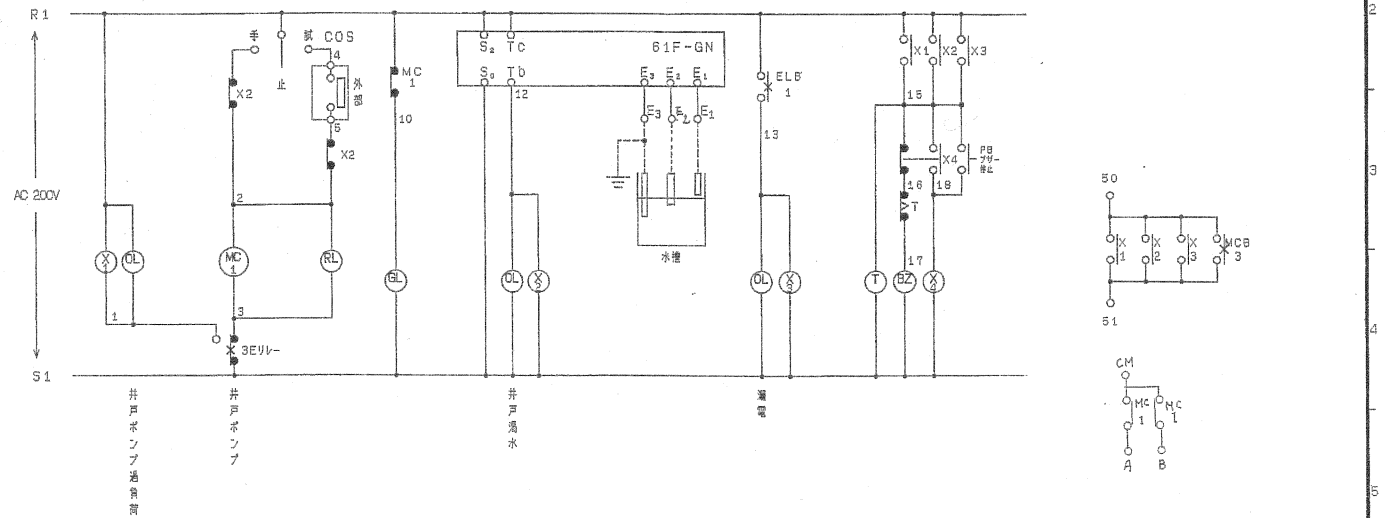 R1
手
止
試 COS
4
水部
5
X2
X2
MC
1
10
S₂ Tc
61F-GN
S₀ Tb
E₃ E₂ E₁
12
E₃ E₂ E₁
ELB
1
13
X1 X2 X3
15
X4
PB
ブザー
停止
16
18
T
17
AC 200V
2
X
1
OL
MC
1
RL
GL
OL
X
2
水槽
OL
X
3
T
BZ
X
4
1
3
3Eリレー
S1
井戸ポンプ過負荷
井戸ポンプ
井戸渇水
漏電
50
X
1
X
2
X
3
MCB
3
51
CM
MC
1
MC
1
A
B
2
3
4
5